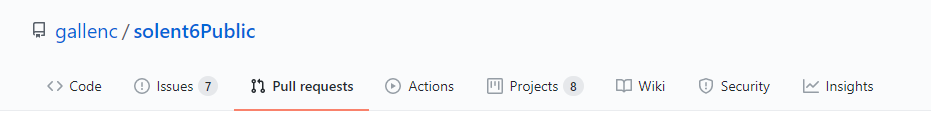 gallenc / solent6Public
Code Issues 7 Pull requests Actions Projects 8 Wiki Security Insights